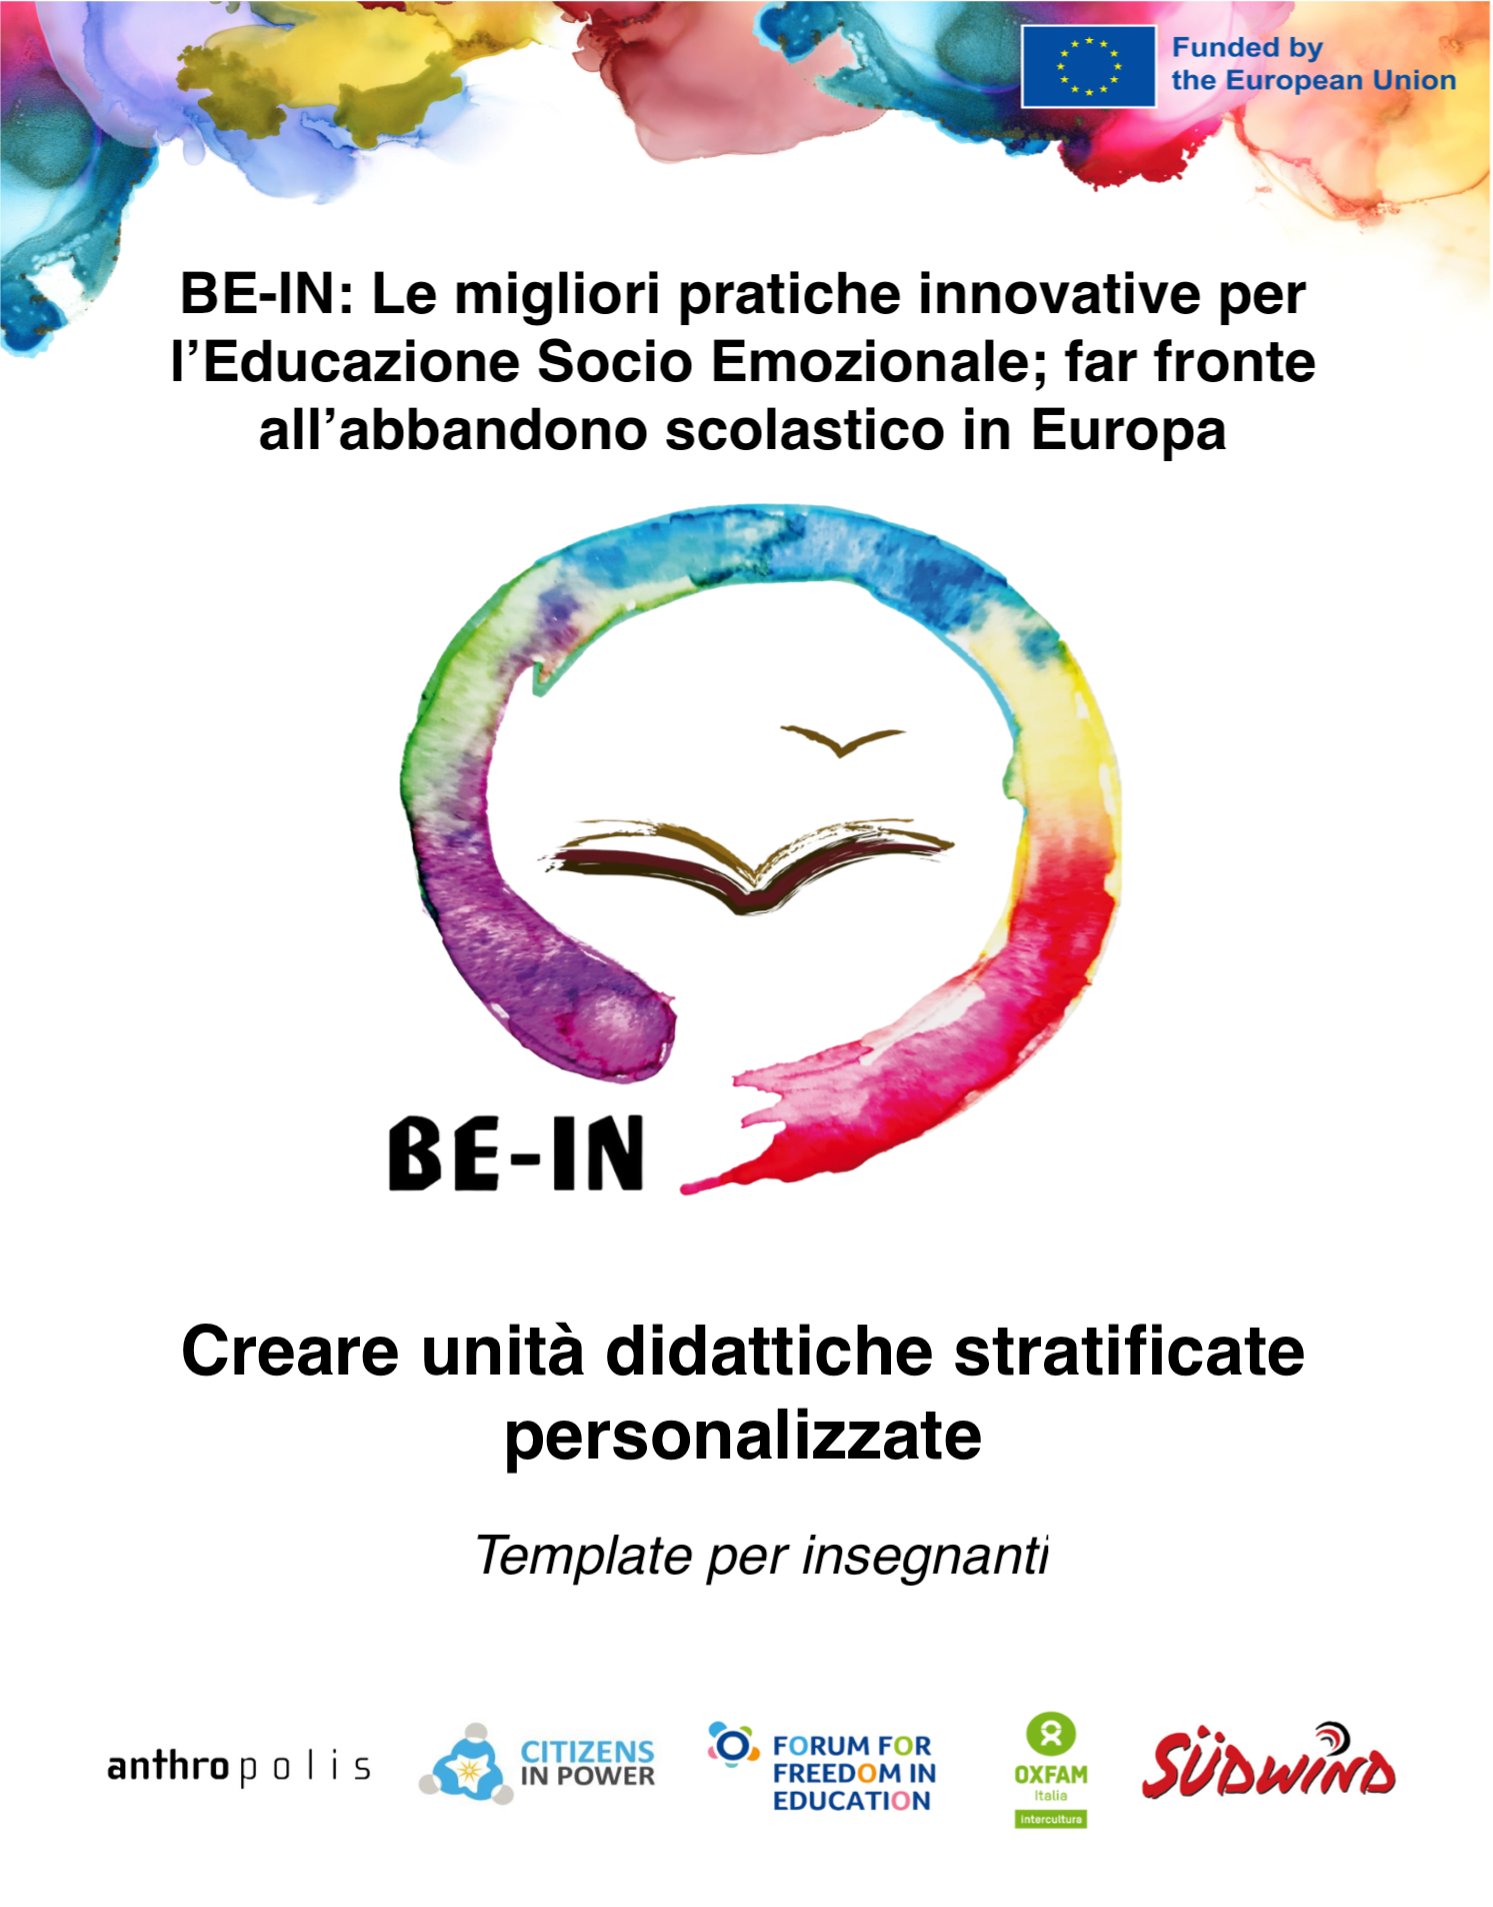 Funded by
the European Union
BE-IN: Le migliori pratiche innovative per
l’Educazione Socio Emozionale; far fronte
all’abbandono scolastico in Europa
BE-IN
Creare unità didattiche stratificate
personalizzate
Template per insegnanti
anthropolis
CITIZENS
IN POWER
FORUM FOR
FREEDOM IN
EDUCATION
OXFAM
Italia
intercultura
SÜDWIND